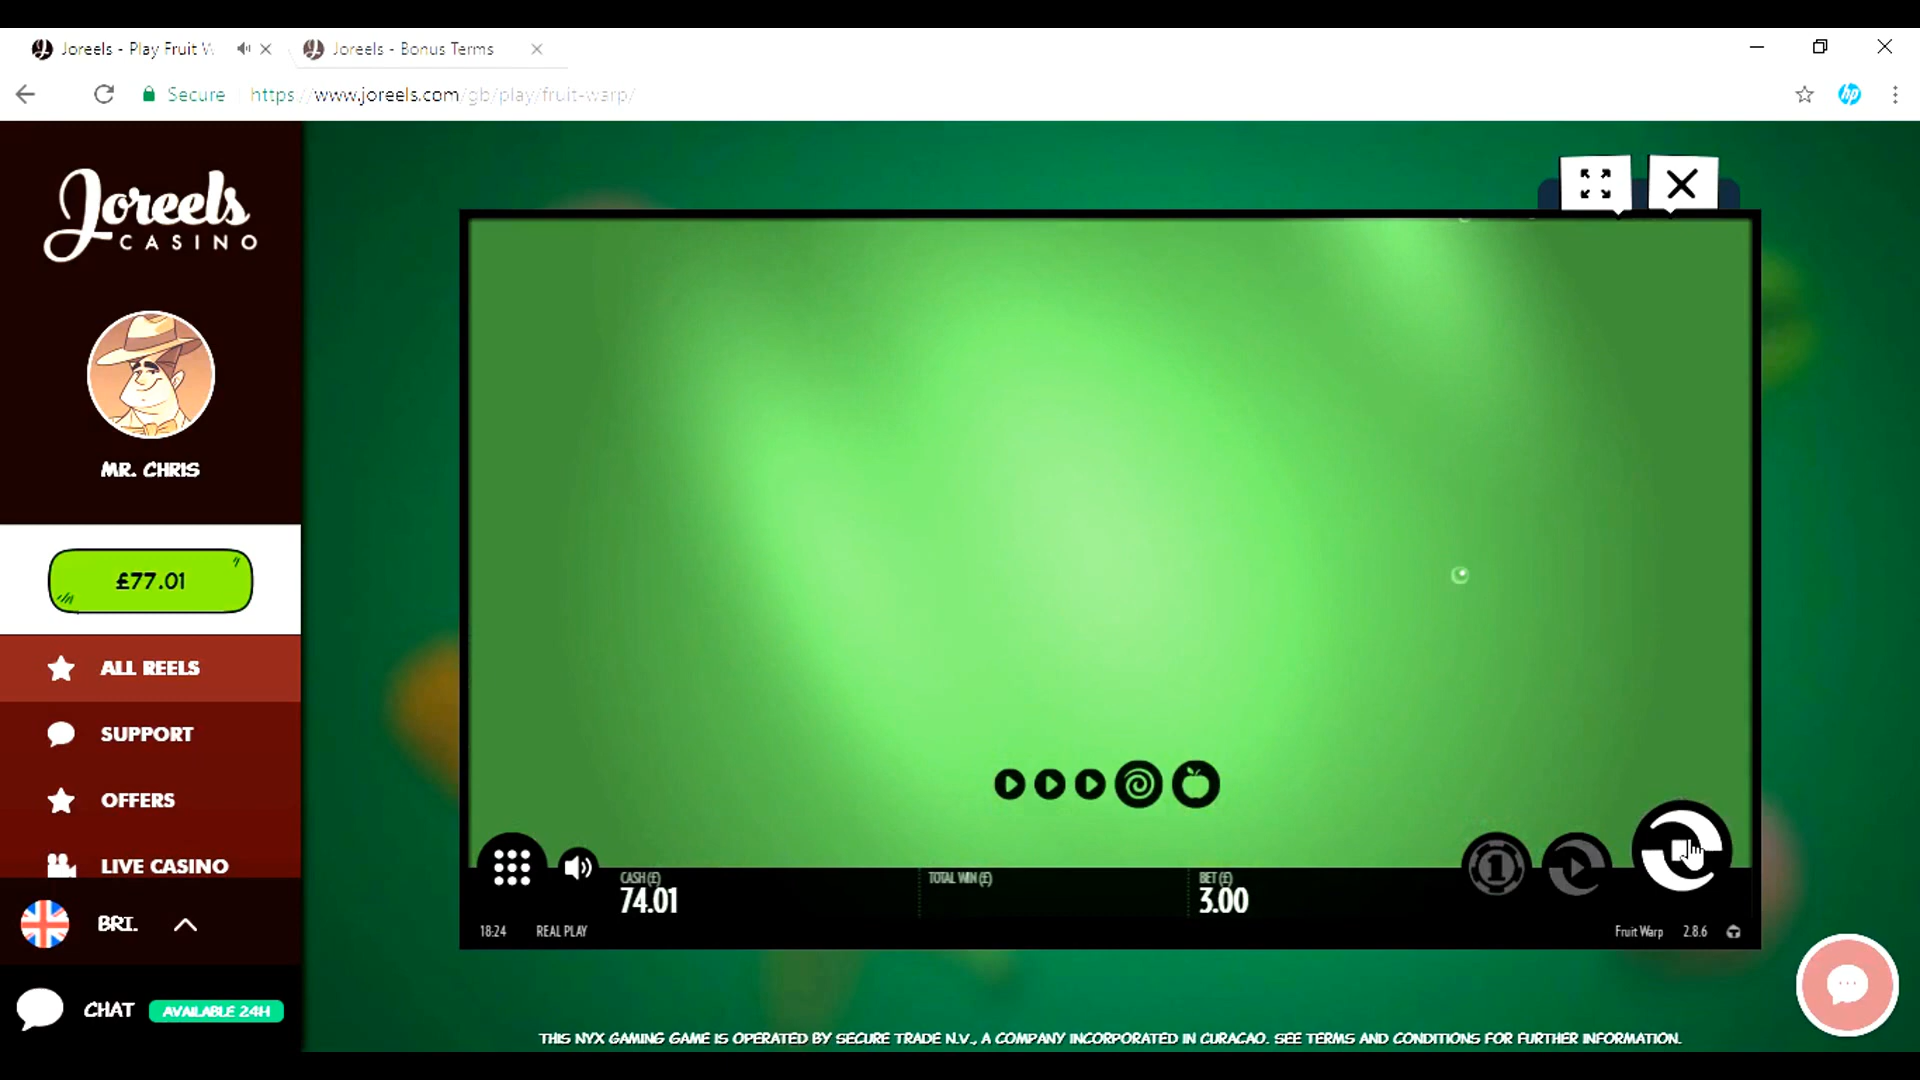 Joreels - Play Fruit W
Joreels - Bonus Terms
Secure
https://www.joreels.com/gb/play/fruit-warp/
hp
Joreels
CASINO
MR. CHRIS
£77.01
ALL REELS
SUPPORT
OFFERS
LIVE CASINO
BRI.
CHAT AVAILABLE 24H
1
CASH (£)
74.01
TOTAL WIN (£)
BET (£)
3.00
18:24 REAL PLAY
Fruit Warp 2.8.6
THIS NYX GAMING GAME IS OPERATED BY SECURE TRADE N.V., A COMPANY INCORPORATED IN CURACAO. SEE TERMS AND CONDITIONS FOR FURTHER INFORMATION.